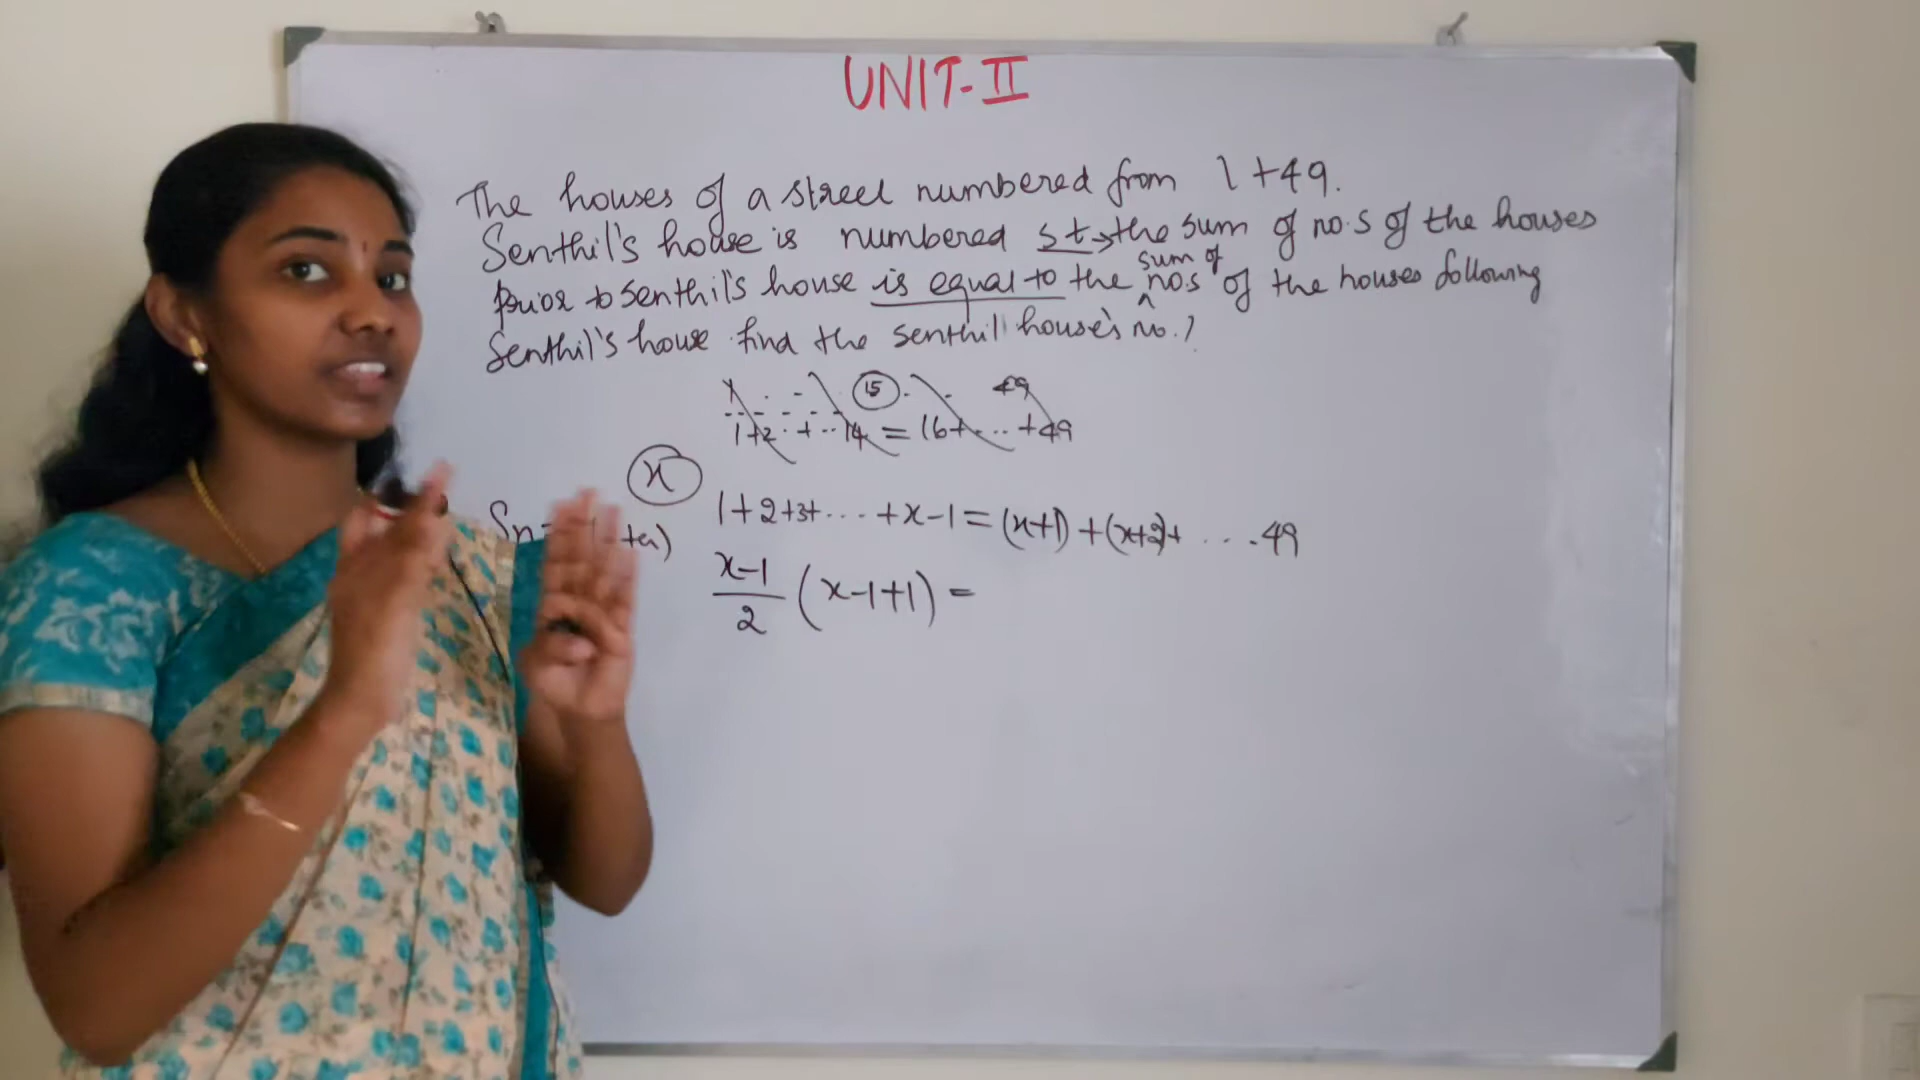 UNIT-II
The houses of a street numbered from 1 to 49.
Senthil's house is numbered s t → the sum of no.s of the houses
sum of
prior to Senthil's house is equal to the ^ no.s of the houses following
Senthil's house find the senthil house's no.?
1 . - 15 . - 49
1+2 . + .. 14 = 16+ . .. +49
x
1+2+3+ .... +x-1 = (x+1) + (x+2)+ ....49
Sn = +a)
x-1/2 (x-1+1) =